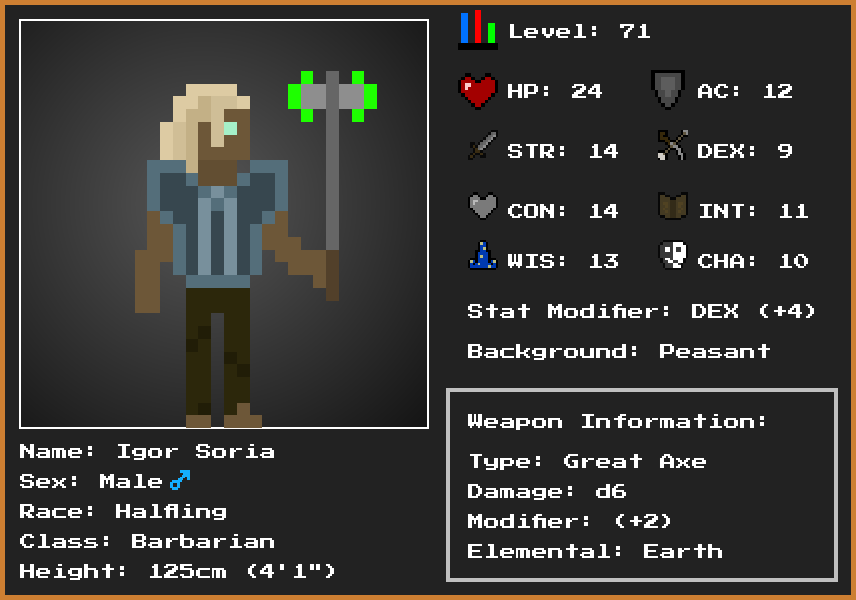 Level: 71
HP: 24
AC: 12
STR: 14
DEX: 9
CON: 14
INT: 11
WIS: 13
CHA: 10
Stat Modifier: DEX (+4)
Background: Peasant
Weapon Information:
Type: Great Axe
Damage: d6
Modifier: (+2)
Elemental: Earth
Name: Igor Soria
Sex: Male♂
Race: Halfling
Class: Barbarian
Height: 125cm (4'1")